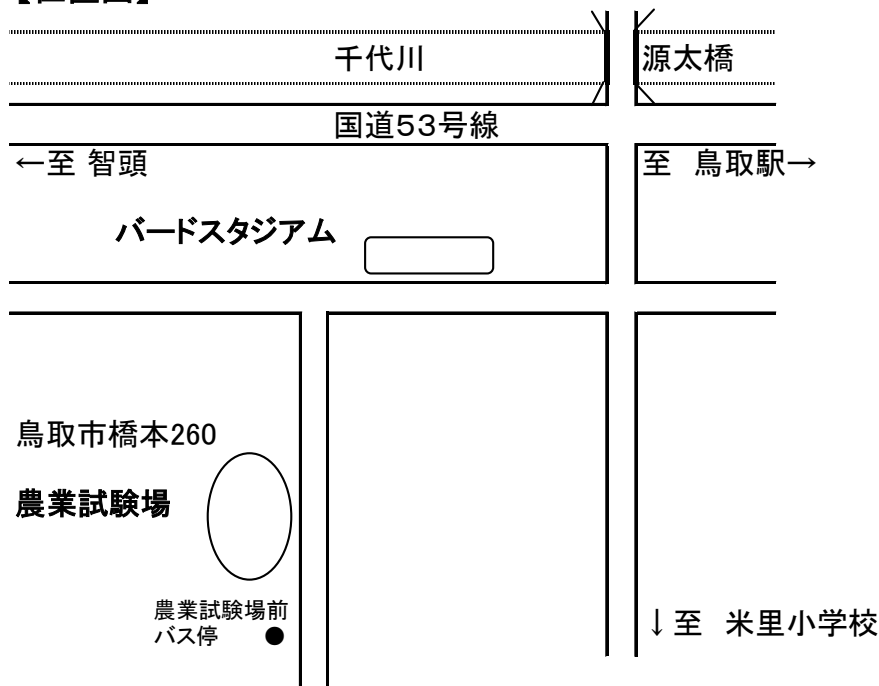 千代川
源太橋
国道53号線
←至 智頭
至 鳥取駅→
バードスタジアム
鳥取市橋本260
農業試験場
農業試験場前
バス停 ●
↓至 米里小学校